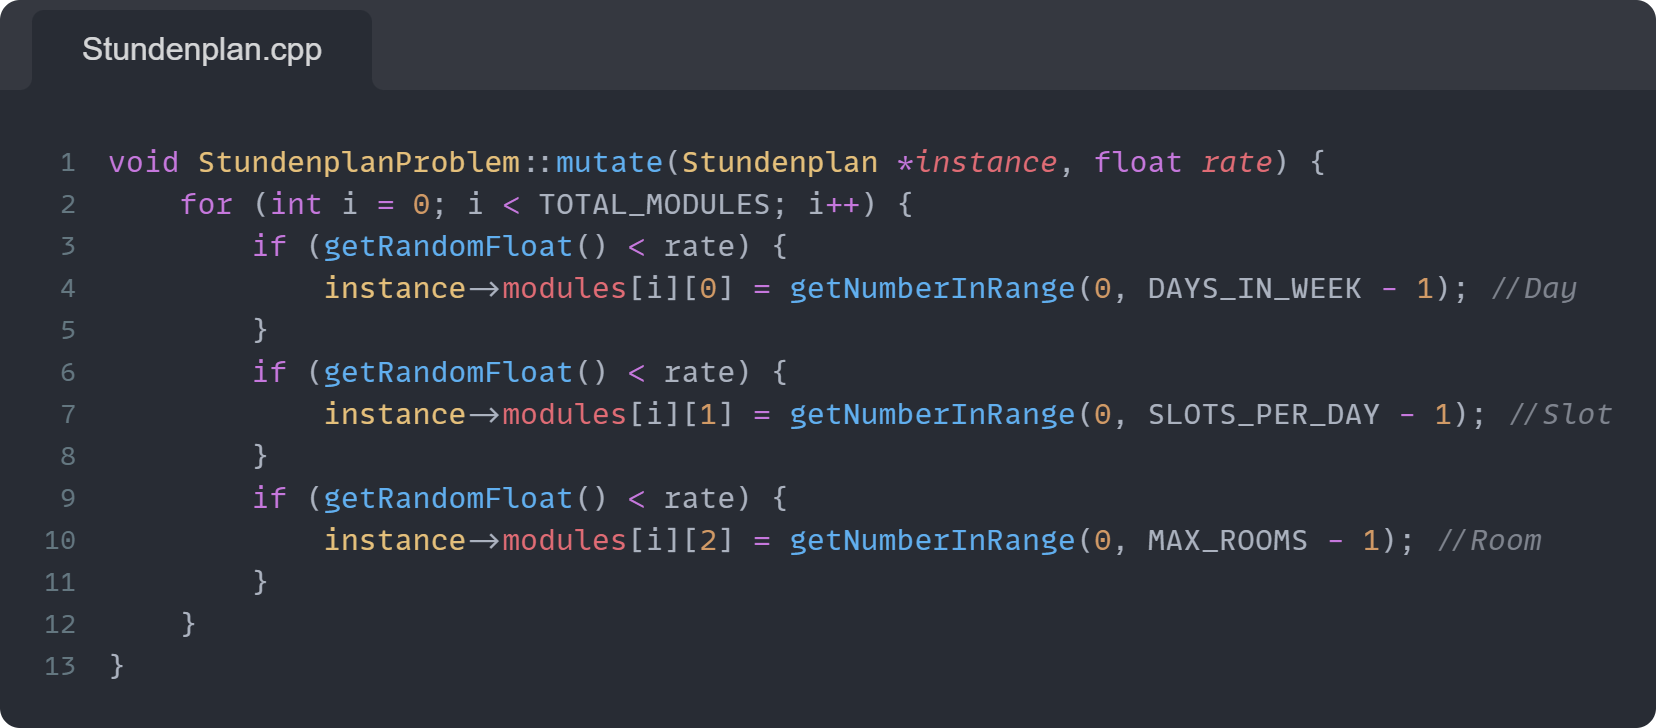 Stundenplan.cpp
1 void StundenplanProblem::mutate(Stundenplan *instance, float rate) {
2     for (int i = 0; i < TOTAL_MODULES; i++) {
3         if (getRandomFloat() < rate) {
4             instance->modules[i][0] = getNumberInRange(0, DAYS_IN_WEEK - 1); //Day
5         }
6         if (getRandomFloat() < rate) {
7             instance->modules[i][1] = getNumberInRange(0, SLOTS_PER_DAY - 1); //Slot
8         }
9         if (getRandomFloat() < rate) {
10             instance->modules[i][2] = getNumberInRange(0, MAX_ROOMS - 1); //Room
11         }
12     }
13 }